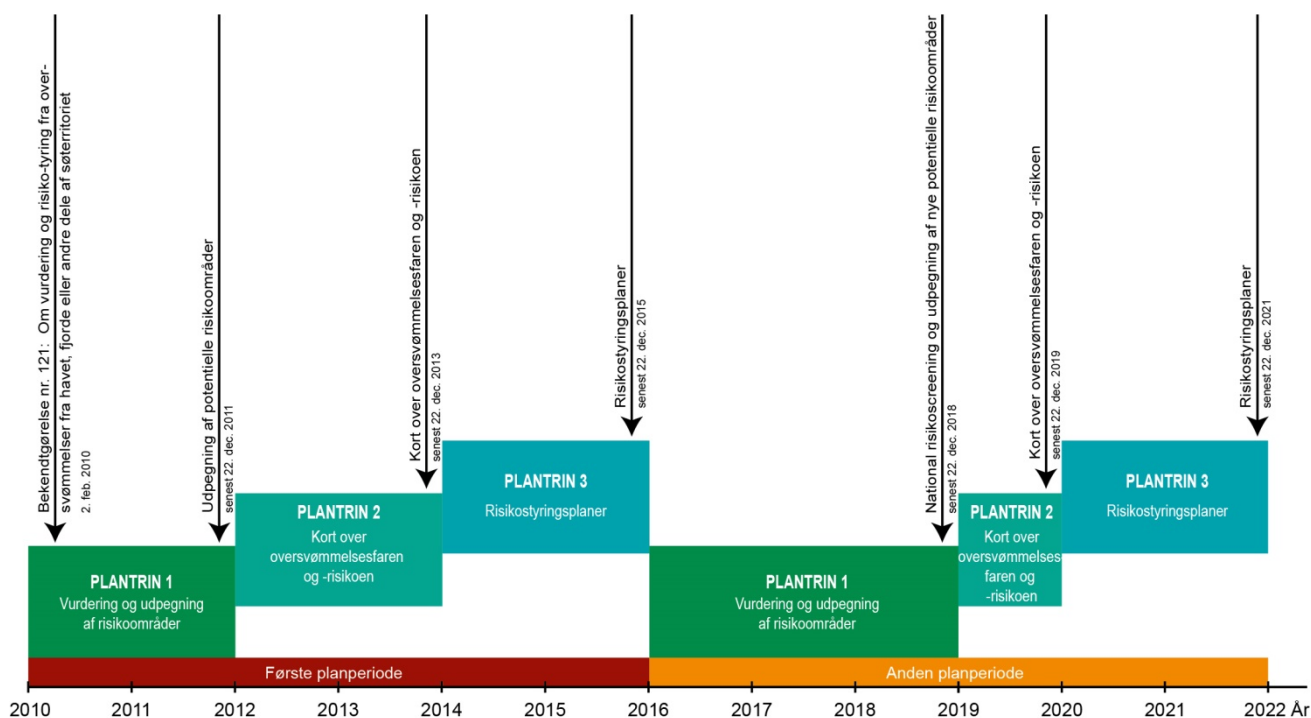 Bekendtgørelse nr. 121: Om vurdering og risiko-tyring fra over-
svømmelser fra havet, fjorde eller andre dele af søterritoriet
2. feb. 2010
Udpegning af potentielle risikoområder
senest 22. dec. 2011
Kort over oversvømmelsesfaren og -risikoen
senest 22. dec. 2013
Risikostyringsplaner
senest 22. dec. 2015
National risikoscreening og udpegning af nye potentielle risikoområder
senest 22. dec. 2018
Kort over oversvømmelsesfaren og -risikoen
senest 22. dec. 2019
Risikostyringsplaner
senest 22. dec. 2021
PLANTRIN 1
Vurdering og udpegning
af risikoområder
PLANTRIN 2
Kort over
oversvømmelsesfaren
og -risikoen
PLANTRIN 3
Risikostyringsplaner
PLANTRIN 1
Vurdering og udpegning
af risikoområder
PLANTRIN 2
Kort over
oversvømmelses
faren og
-risikoen
PLANTRIN 3
Risikostyringsplaner
Første planperiode
Anden planperiode
2010 2011 2012 2013 2014 2015 2016 2017 2018 2019 2020 2021 2022 År